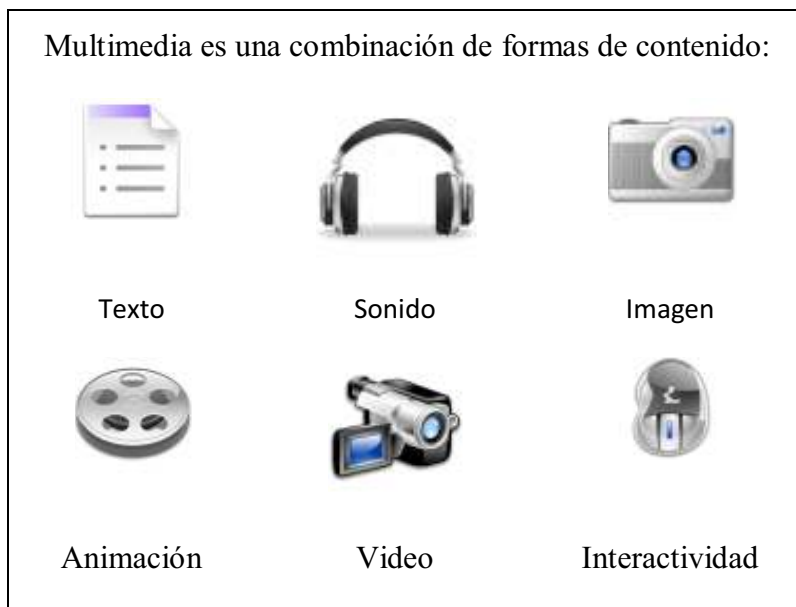 Multimedia es una combinación de formas de contenido:
Texto Sonido Imagen
Animación Video Interactividad